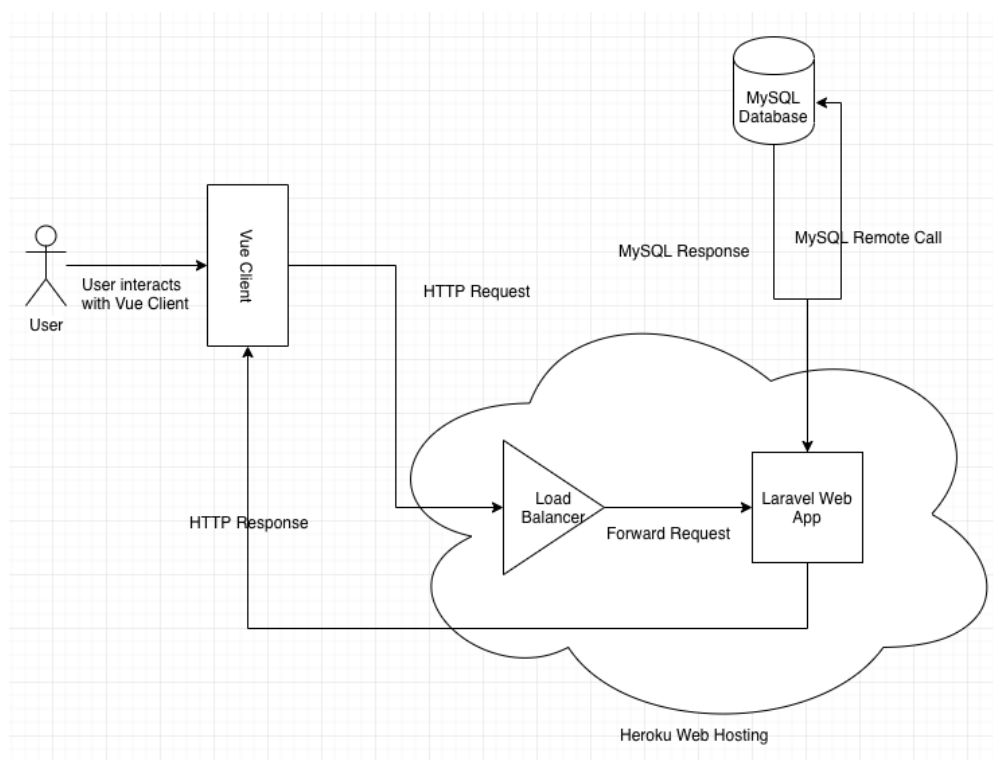 MySQL
Database
Vue Client
MySQL Response
MySQL Remote Call
User interacts
with Vue Client
User
HTTP Request
Load
Balancer
Laravel Web
App
Forward Request
HTTP Response
Heroku Web Hosting